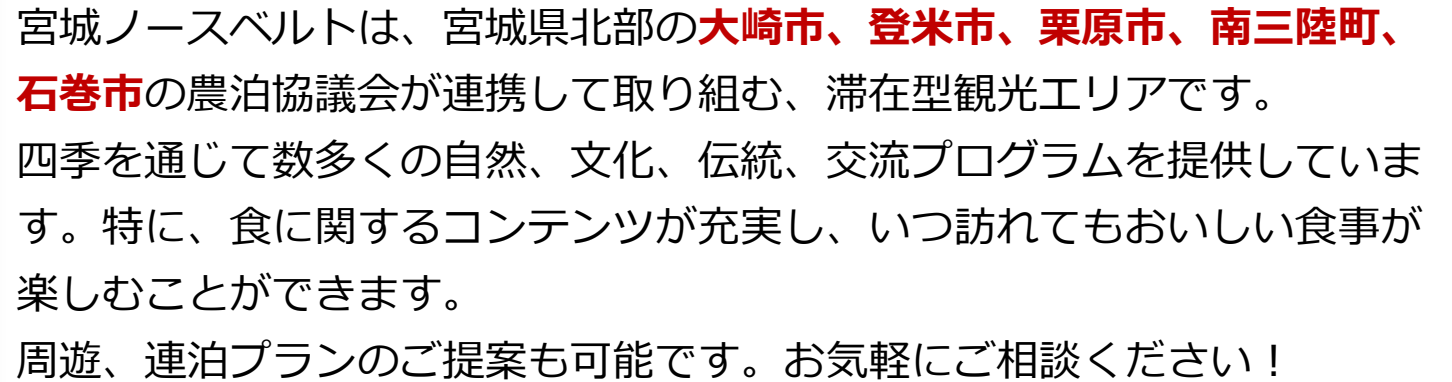 宮城ノースベルトは、宮城県北部の大崎市、登米市、栗原市、南三陸町、
石巻市の農泊協議会が連携して取り組む、滞在型観光エリアです。
四季を通じて数多くの自然、文化、伝統、交流プログラムを提供していま
す。特に、食に関するコンテンツが充実し、いつ訪れてもおいしい食事が
楽しむことができます。
周遊、連泊プランのご提案も可能です。お気軽にご相談ください！